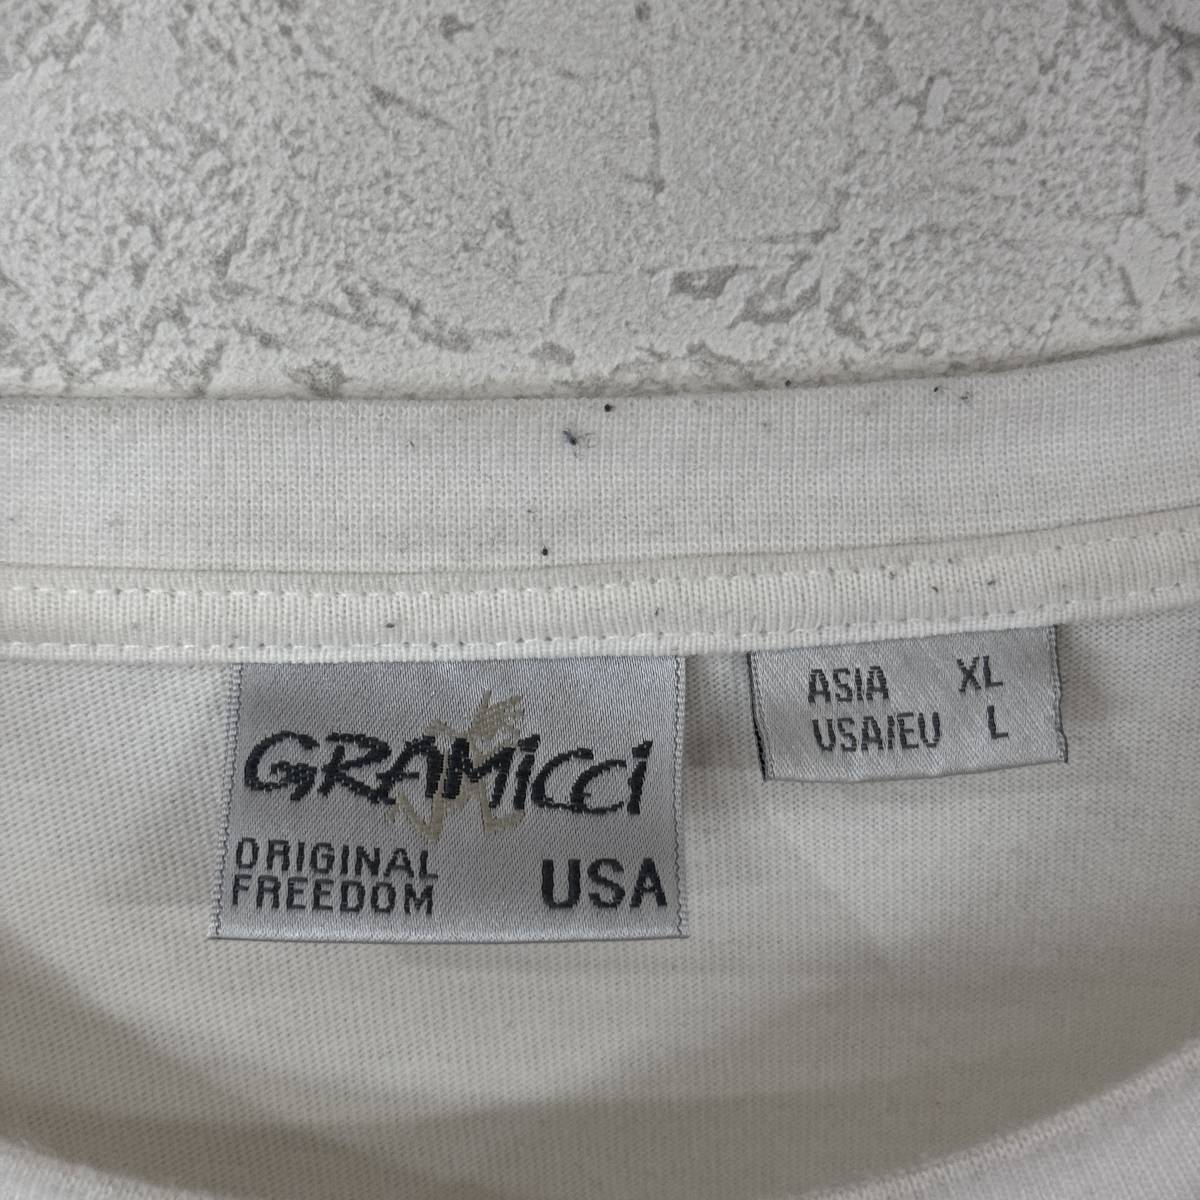 GRAMiCCi
ORIGINAL
FREEDOM
USA
ASIA XL
USA/EU L